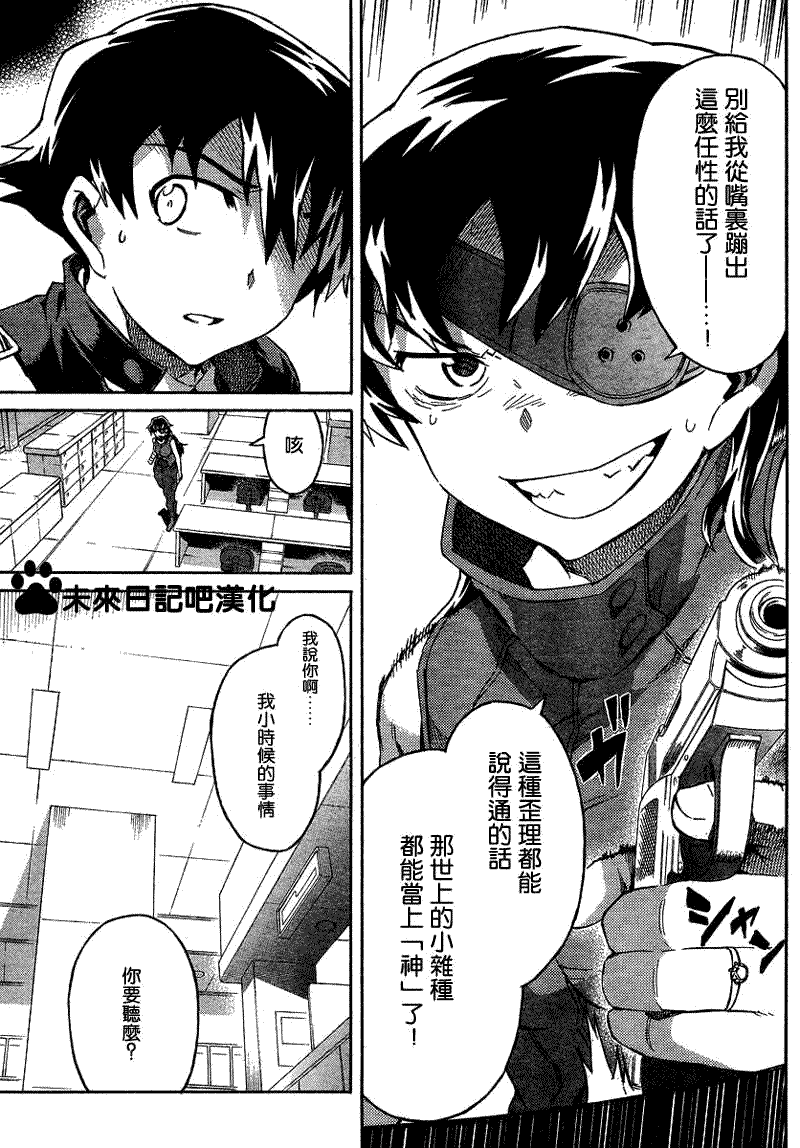 別給我從嘴裏蹦出
這麼任性的話了——……！
ガ
這種歪理都能
說得通的話
那世上的小雜種
都能當上「神」了！
咳
未來日記吧漢化
我說你啊……
我小時候的事情
你要聽麼？